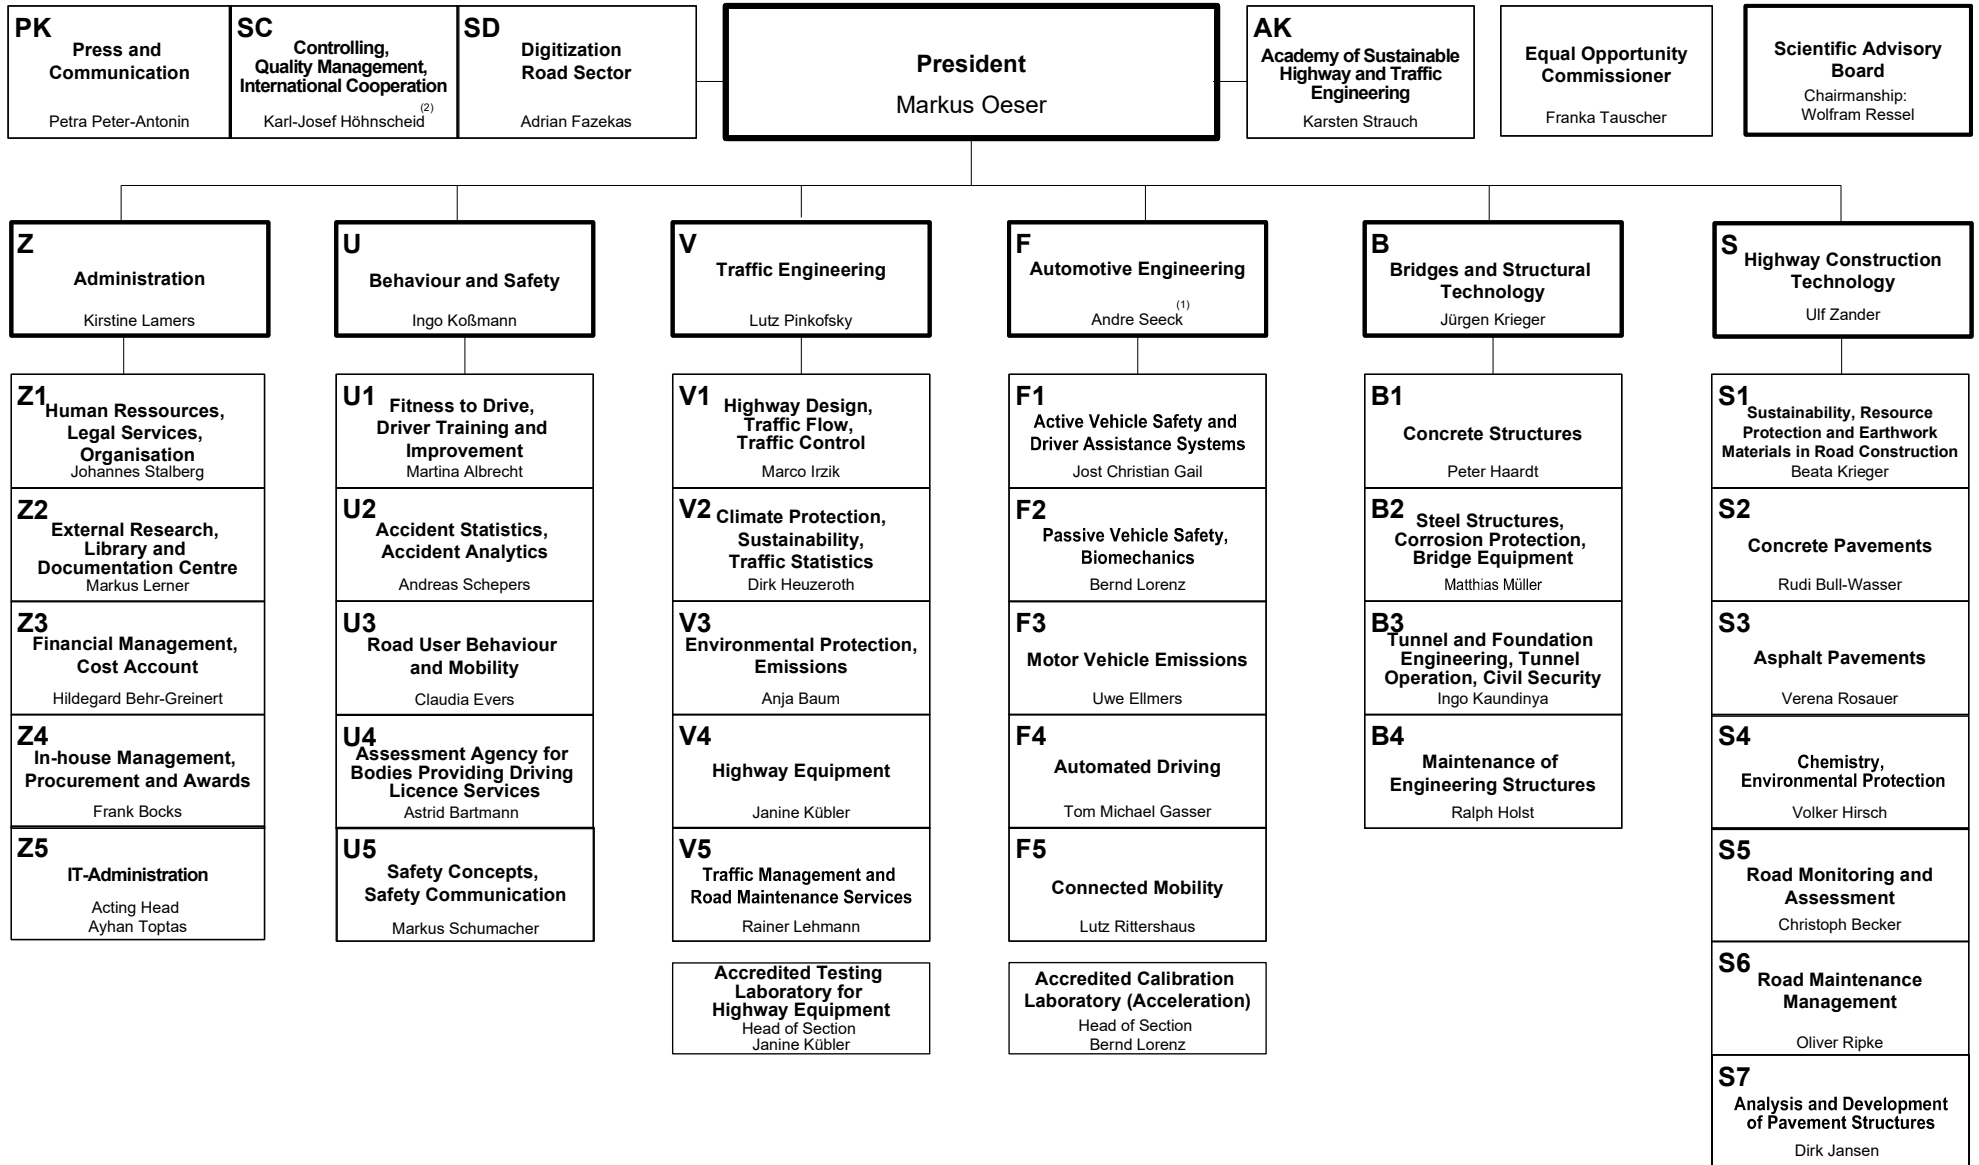 PK
Press and
Communication
Petra Peter-Antonin
SC
Controlling,
Quality Management,
International Cooperation
(2)
Karl-Josef Höhnscheid
SD
Digitization
Road Sector
Adrian Fazekas
President
Markus Oeser
AK
Academy of Sustainable
Highway and Traffic
Engineering
Karsten Strauch
Equal Opportunity
Commissioner
Franka Tauscher
Scientific Advisory
Board
Chairmanship:
Wolfram Ressel
Z
Administration
Kirstine Lamers
U
Behaviour and Safety
Ingo Koßmann
V
Traffic Engineering
Lutz Pinkofsky
F
Automotive Engineering
(1)
Andre Seeck
B
Bridges and Structural
Technology
Jürgen Krieger
S
Highway Construction
Technology
Ulf Zander
Z1
Human Ressources,
Legal Services,
Organisation
Johannes Stalberg
Z2
External Research,
Library and
Documentation Centre
Markus Lerner
Z3
Financial Management,
Cost Account
Hildegard Behr-Greinert
Z4
In-house Management,
Procurement and Awards
Frank Bocks
Z5
IT-Administration
Acting Head
Ayhan Toptas
U1
Fitness to Drive,
Driver Training and
Improvement
Martina Albrecht
U2
Accident Statistics,
Accident Analytics
Andreas Schepers
U3
Road User Behaviour
and Mobility
Claudia Evers
U4
Assessment Agency for
Bodies Providing Driving
Licence Services
Astrid Bartmann
U5
Safety Concepts,
Safety Communication
Markus Schumacher
V1
Highway Design,
Traffic Flow,
Traffic Control
Marco Irzik
V2
Climate Protection,
Sustainability,
Traffic Statistics
Dirk Heuzeroth
V3
Environmental Protection,
Emissions
Anja Baum
V4
Highway Equipment
Janine Kübler
V5
Traffic Management and
Road Maintenance Services
Rainer Lehmann
Accredited Testing
Laboratory for
Highway Equipment
Head of Section
Janine Kübler
F1
Active Vehicle Safety and
Driver Assistance Systems
Jost Christian Gail
F2
Passive Vehicle Safety,
Biomechanics
Bernd Lorenz
F3
Motor Vehicle Emissions
Uwe Ellmers
F4
Automated Driving
Tom Michael Gasser
F5
Connected Mobility
Lutz Rittershaus
Accredited Calibration
Laboratory (Acceleration)
Head of Section
Bernd Lorenz
B1
Concrete Structures
Peter Haardt
B2
Steel Structures,
Corrosion Protection,
Bridge Equipment
Matthias Müller
B3
Tunnel and Foundation
Engineering, Tunnel
Operation, Civil Security
Ingo Kaundinya
B4
Maintenance of
Engineering Structures
Ralph Holst
S1
Sustainability, Resource
Protection and Earthwork
Materials in Road Construction
Beata Krieger
S2
Concrete Pavements
Rudi Bull-Wasser
S3
Asphalt Pavements
Verena Rosauer
S4
Chemistry,
Environmental Protection
Volker Hirsch
S5
Road Monitoring and
Assessment
Christoph Becker
S6
Road Maintenance
Management
Oliver Ripke
S7
Analysis and Development
of Pavement Structures
Dirk Jansen